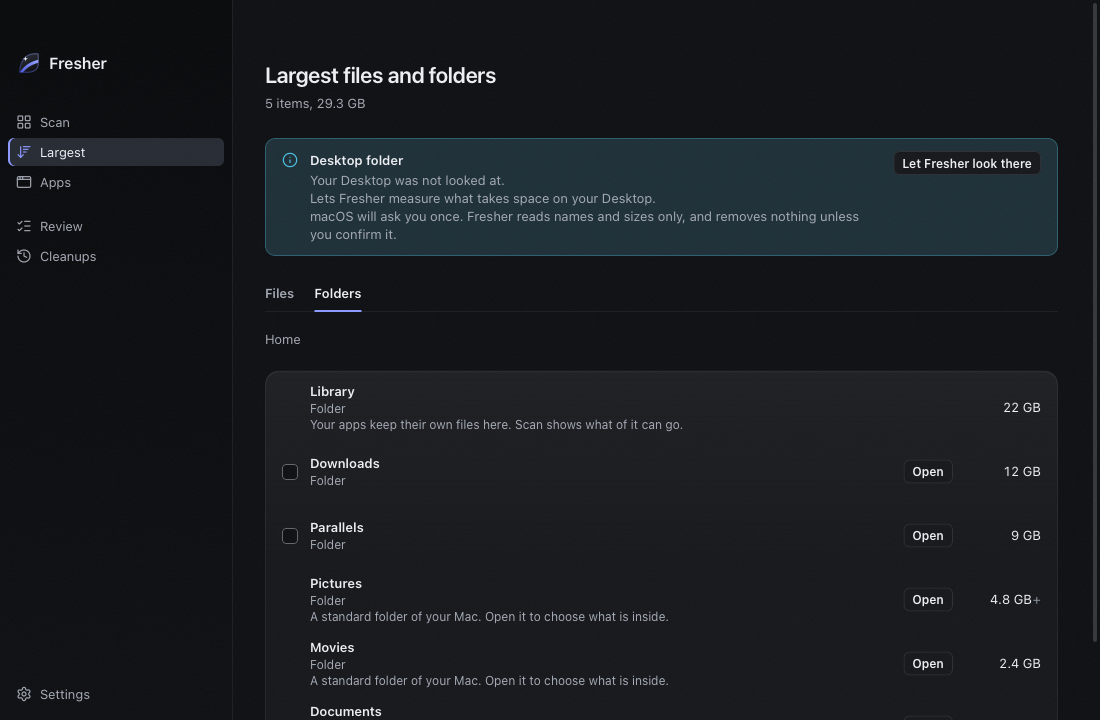 Fresher
Scan
Largest
Apps
Review
Cleanups
Settings
Largest files and folders
5 items, 29.3 GB
Desktop folder
Let Fresher look there
Your Desktop was not looked at.
Lets Fresher measure what takes space on your Desktop.
macOS will ask you once. Fresher reads names and sizes only, and removes nothing unless
you confirm it.
Files Folders
Home
Library
Folder
Your apps keep their own files here. Scan shows what of it can go.
22 GB
Downloads
Folder
Open 12 GB
Parallels
Folder
Open 9 GB
Pictures
Folder
A standard folder of your Mac. Open it to choose what is inside.
Open 4.8 GB+
Movies
Folder
A standard folder of your Mac. Open it to choose what is inside.
Open 2.4 GB
Documents